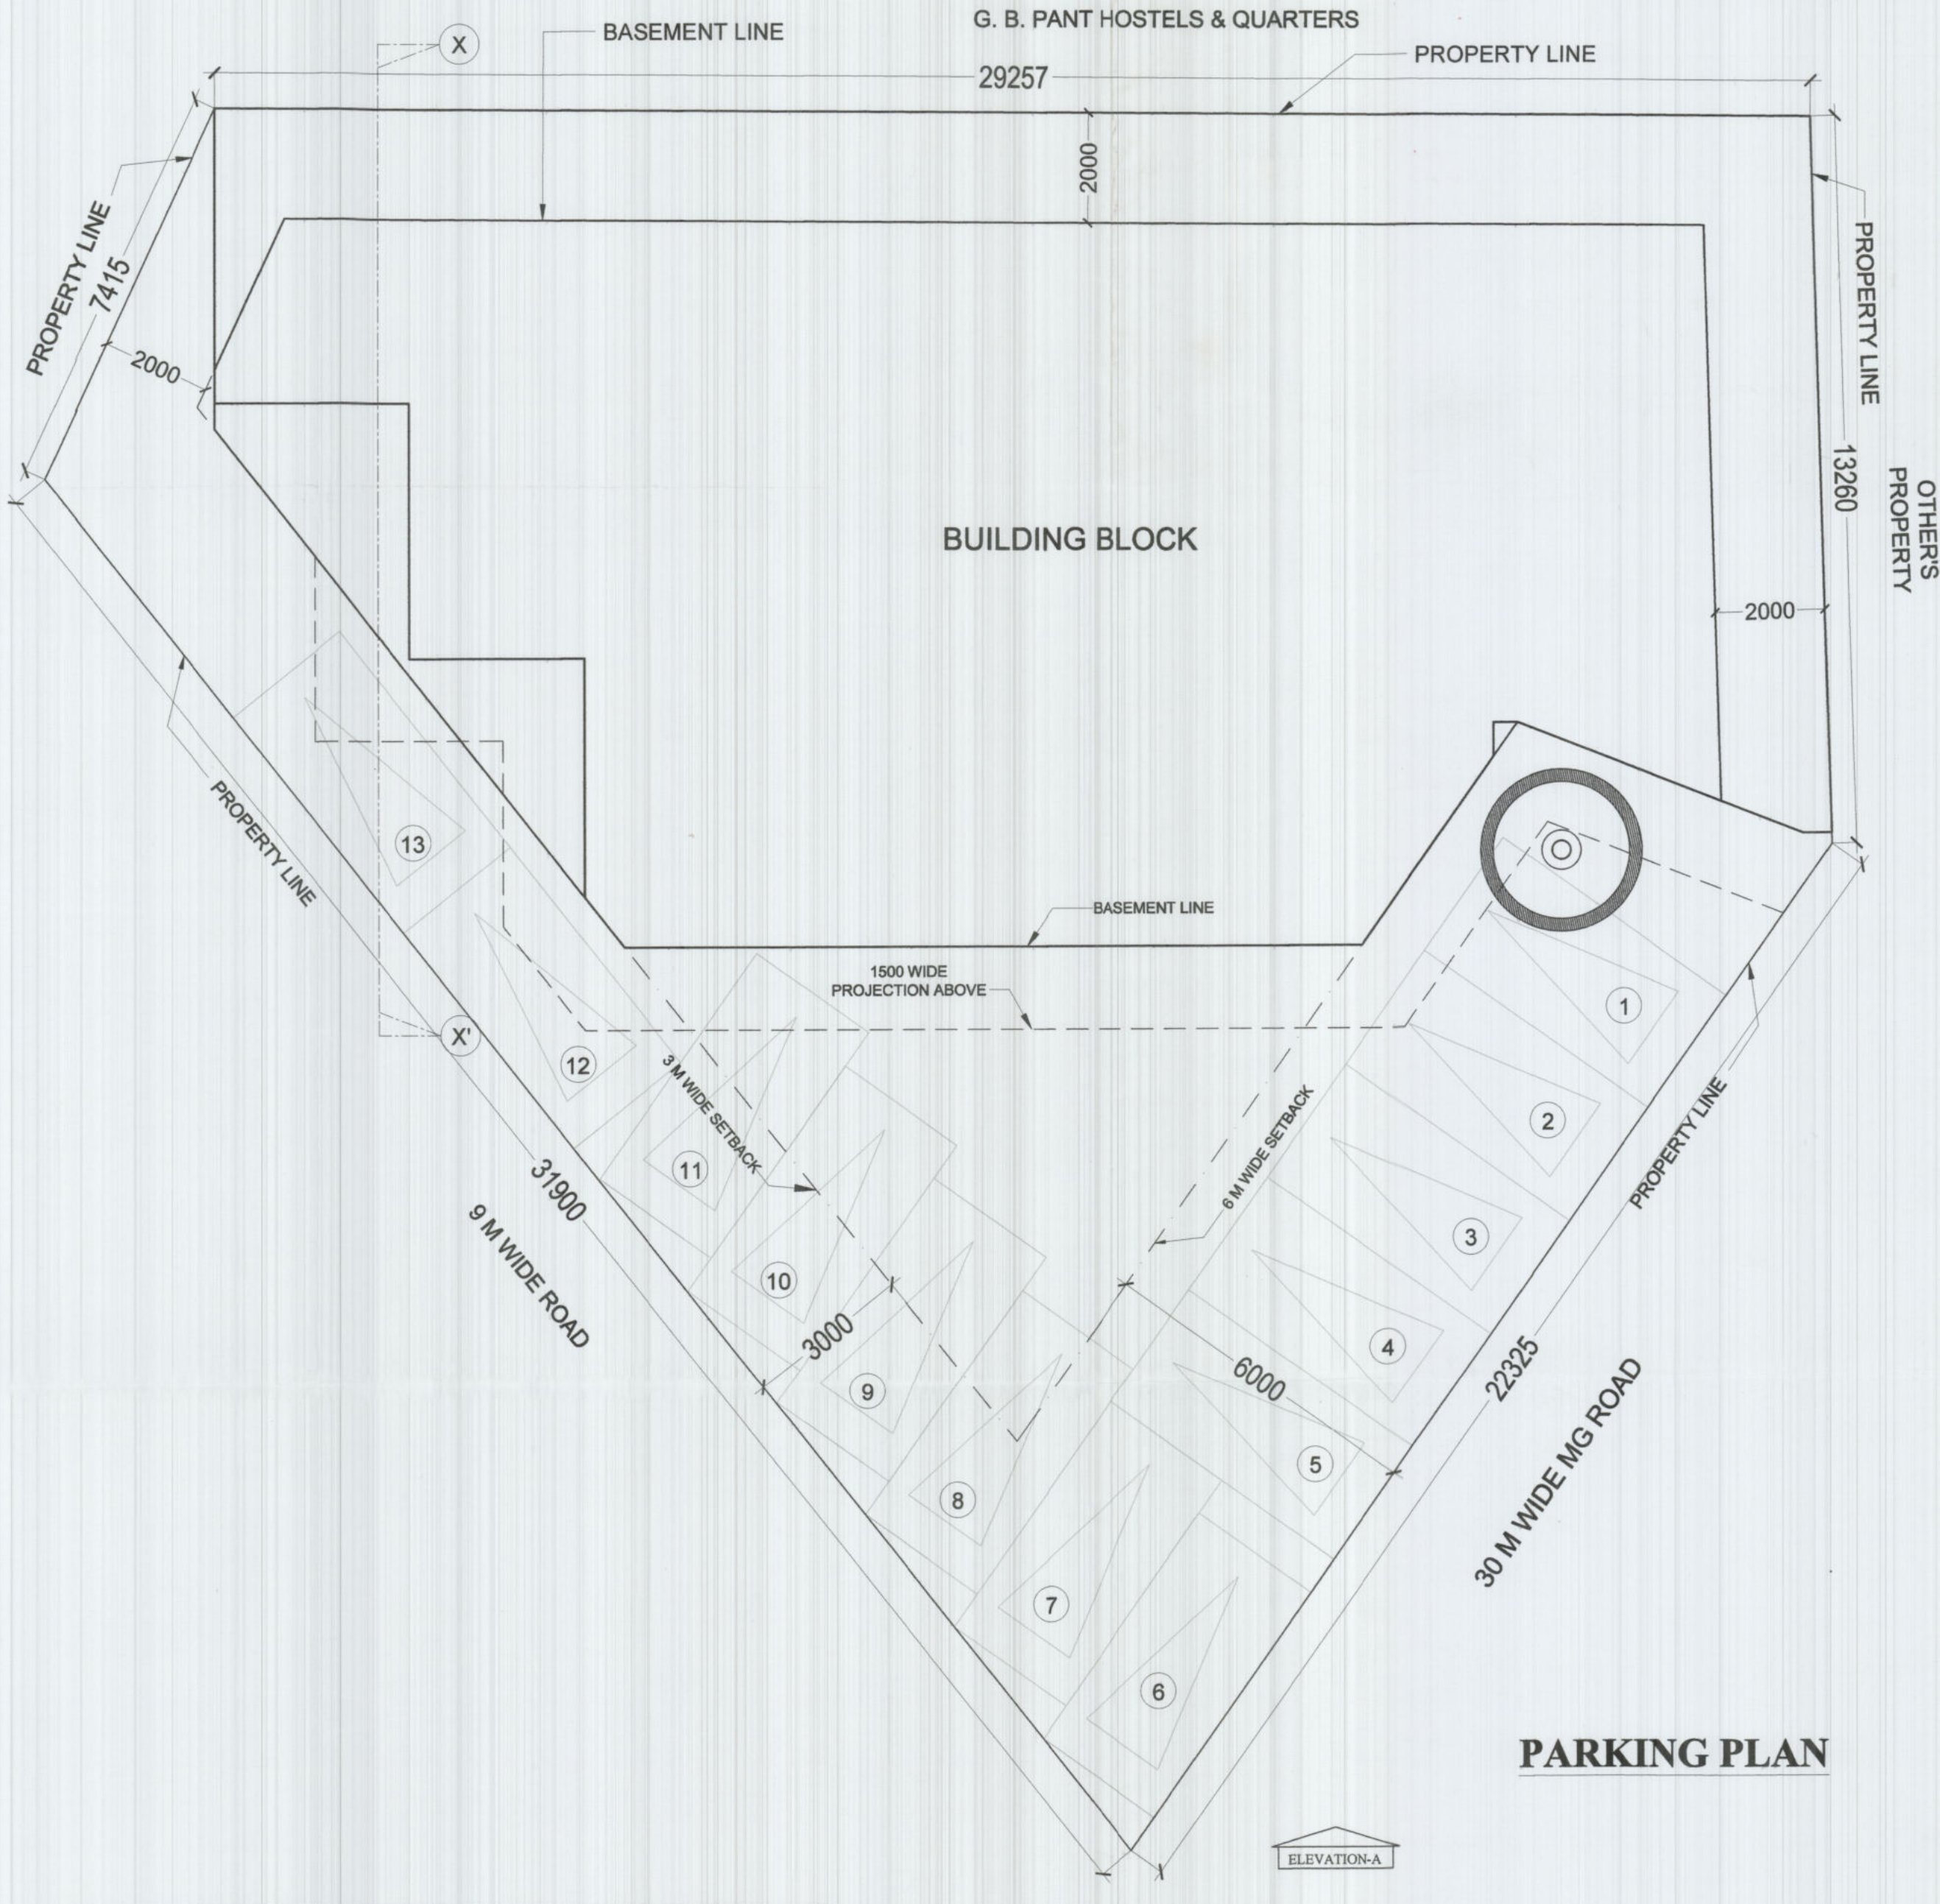 G. B. PANT HOSTELS & QUARTERS
X
BASEMENT LINE
PROPERTY LINE
29257
2000
PROPERTY LINE
7415
2000
PROPERTY LINE
13260
OTHER'S
PROPERTY
BUILDING BLOCK
2000
PROPERTY LINE
13
BASEMENT LINE
1500 WIDE
PROJECTION ABOVE
1
X'
12
3 M WIDE SETBACK
6 M WIDE SETBACK
2
PROPERTY LINE
11
31900
9 M WIDE ROAD
3
10
3000
4
6000
22325
9
30 M WIDE MG ROAD
5
8
7
6
PARKING PLAN
ELEVATION-A